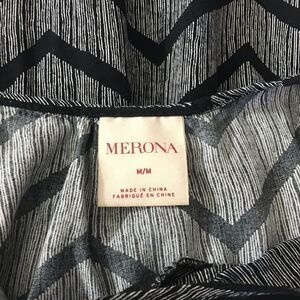 MERONA
M/M
MADE IN CHINA
FABRIQUÉ EN CHINE